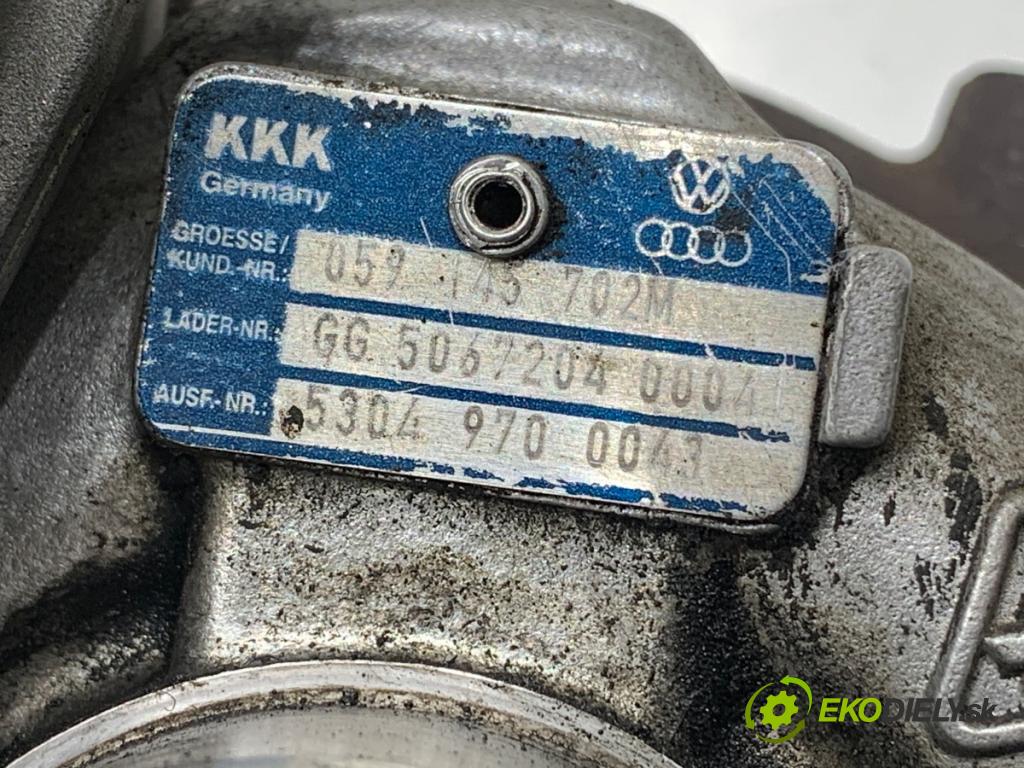 KKK
Germany
VW
GROESSE/
KUND.-NR.: 059 145 702M
LADER-NR.: GG 5067204 0004
AUSF.-NR.: 5304 970 0043
EKODIELY.sk